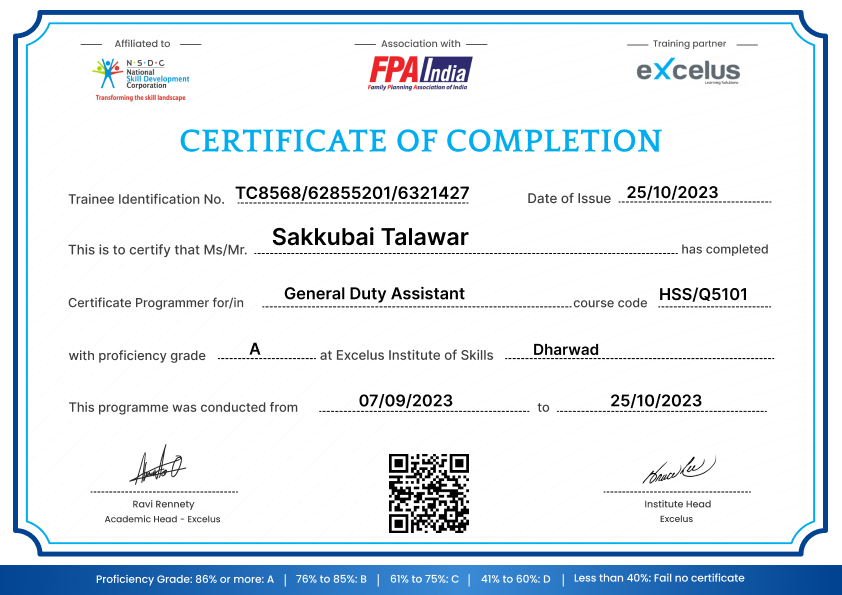 Affiliated to
N·S·D·C
National
Skill Development
Corporation
Transforming the skill landscape
Association with
FPA India
Family Planning Association of India
Training partner
eXcelus
Learning Solutions
CERTIFICATE OF COMPLETION
Trainee Identification No. TC8568/62855201/6321427 Date of Issue 25/10/2023
This is to certify that Ms/Mr. Sakkubai Talawar has completed
Certificate Programmer for/in General Duty Assistant course code HSS/Q5101
with proficiency grade A at Excelus Institute of Skills Dharwad
This programme was conducted from 07/09/2023 to 25/10/2023
Ravi Rennety
Academic Head - Excelus
Institute Head
Excelus
Proficiency Grade: 86% or more: A | 76% to 85%: B | 61% to 75%: C | 41% to 60%: D | Less than 40%: Fail no certificate